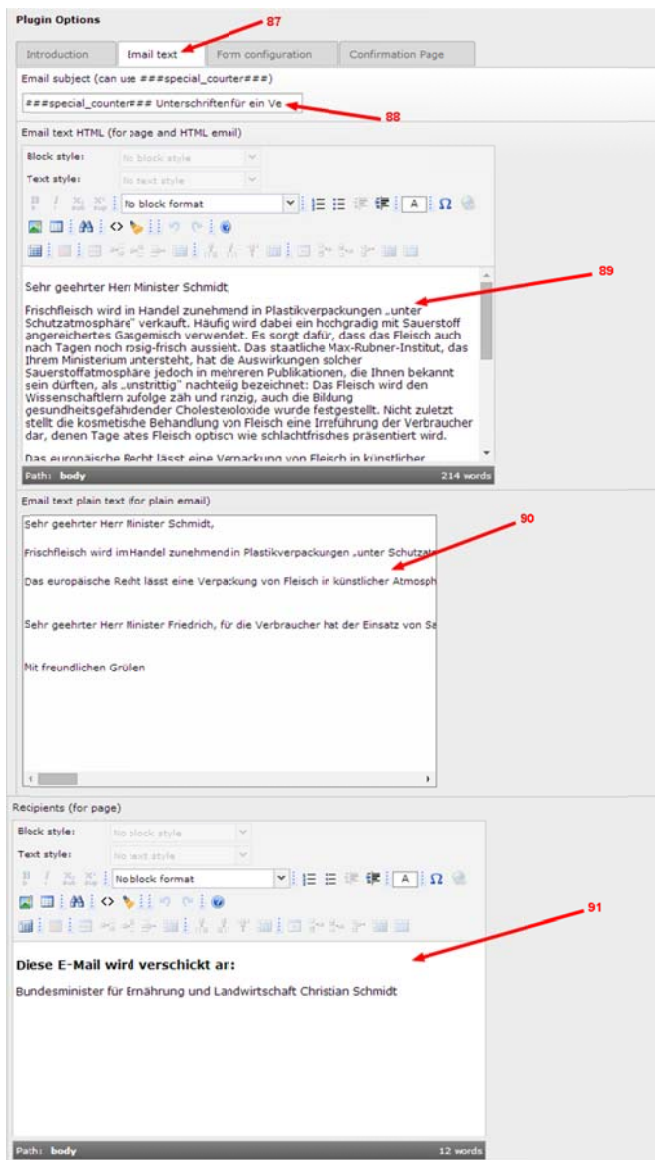 Plugin Options
87
Introduction Email text Form configuration Confirmation Page
Email subject (can use ###special_courter###)
###special_counter### Unterschriften für ein Ve
88
Email text HTML (for page and HTML email)
Block style: No block style
Text style: No text style
No block format
A Ω
89
Sehr geehrter Herr Minister Schmidt,
Frischfleisch wird in Handel zunehmend in Plastikverpackungen „unter
Schutzatmosphäre" verkauft. Häufig wird dabei ein hochgradig mit Sauerstoff
angereichertes Gasgemisch verwendet. Es sorgt dafür, dass das Fleisch auch
nach Tagen noch rosig-frisch aussieht. Das staatliche Max-Rubner-Institut, das
Ihrem Ministerium untersteht, hat die Auswirkungen solcher
Sauerstoffatmosphäre jedoch in mehreren Publikationen, die Ihnen bekannt
sein dürften, als „unstrittig" nachteilig bezeichnet: Das Fleisch wird den
Wissenschaftlern zufolge zäh und ranzig, auch die Bildung
gesundheitsgefährdender Cholesteroloxide wurde festgestellt. Nicht zuletzt
stellt die kosmetische Behandlung von Fleisch eine Irreführung der Verbraucher
dar, denen Tage altes Fleisch optisch wie schlachtfrisches präsentiert wird.
Das europäische Recht lässt eine Verpackung von Fleisch in künstlicher
Path: body 214 words
Email text plain text (for plain email)
Sehr geehrter Herr Minister Schmidt,
90
Frischfleisch wird im Handel zunehmend in Plastikverpackungen „unter Schutzat
Das europäische Recht lässt eine Verpackung von Fleisch in künstlicher Atmosph
Sehr geehrter Herr Minister Friedrich, für die Verbraucher hat der Einsatz von Sa
Mit freundlichen Grüßen
Recipients (for page)
Block style: No block style
Text style: No text style
No block format
A Ω
91
Diese E-Mail wird verschickt an:
Bundesminister für Ernährung und Landwirtschaft Christian Schmidt
Path: body 12 words